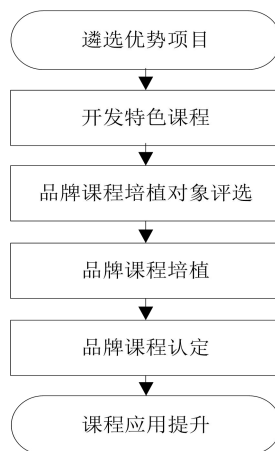 遴选优势项目
开发特色课程
品牌课程培植对象评选
品牌课程培植
品牌课程认定
课程应用提升